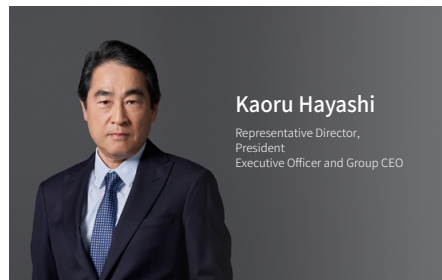 Kaoru Hayashi
Representative Director,
President
Executive Officer and Group CEO